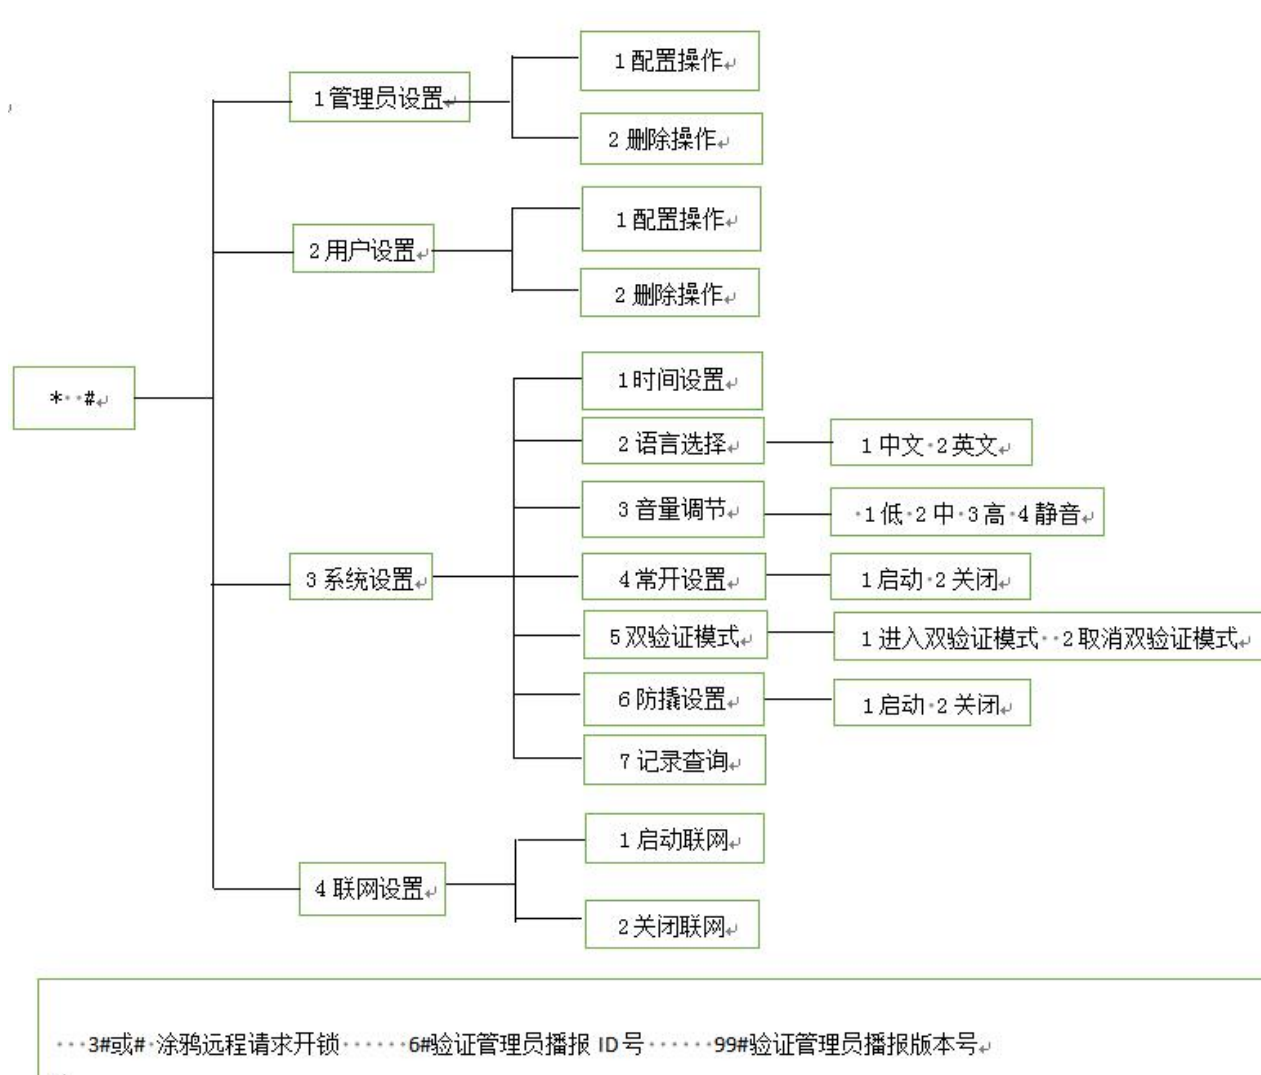 1配置操作
1管理员设置
2 删除操作
1配置操作
2用户设置
2 删除操作
* #
1时间设置
2 语言选择
1 中文 2 英文
3 音量调节
1低 2 中 3 高 4 静音
3 系统设置
4常开设置
1启动 2 关闭
5 双验证模式
1 进入双验证模式 2 取消双验证模式
6 防撬设置
1启动 2 关闭
7 记录查询
1 启动联网
4 联网设置
2关闭联网
3#或# 涂鸦远程请求开锁 6#验证管理员播报 ID号 99#验证管理员播报版本号